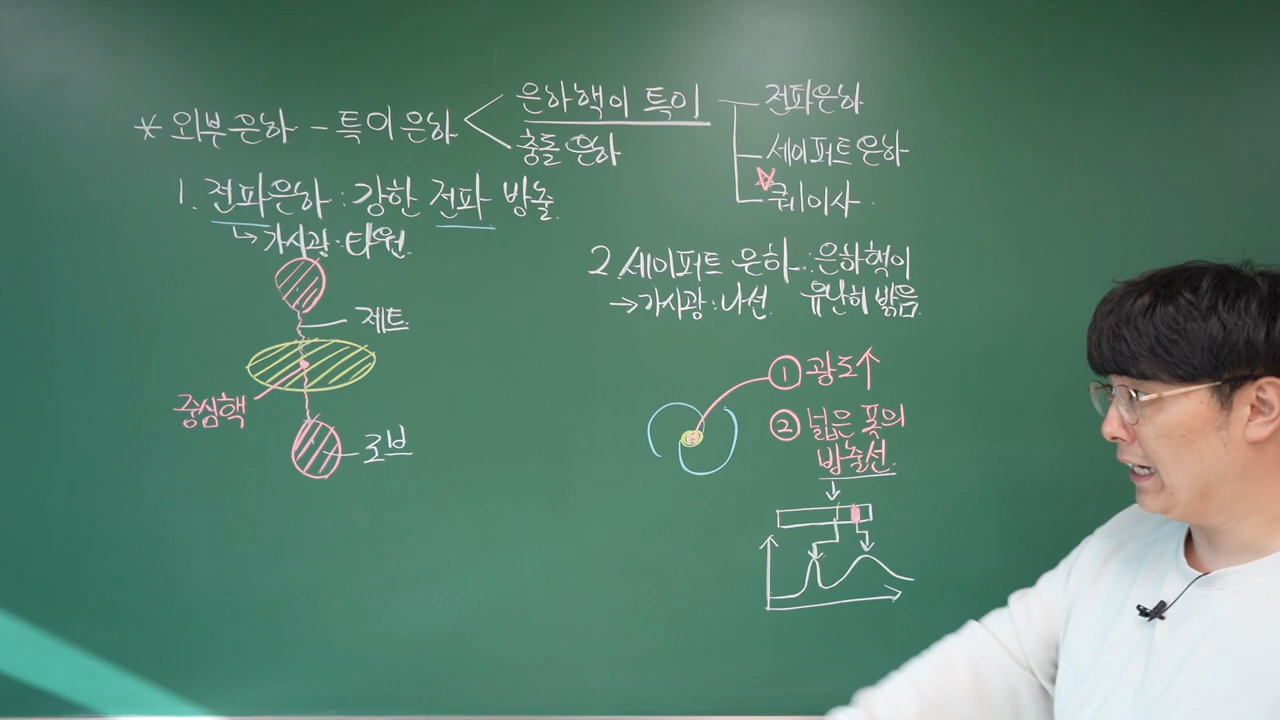 * 외부은하 - 특이은하 < 은하핵이 특이
충돌은하
전파은하
세이퍼트은하
☆ 퀘이사
1. 전파은하 : 강한 전파 방출
↳ 가시광 : 타원
제트
중심핵
로브
2. 세이퍼트 은하 : 은하핵이 유난히 밝음
→ 가시광 : 나선
① 광도↑
② 넓은 폭의
방출선